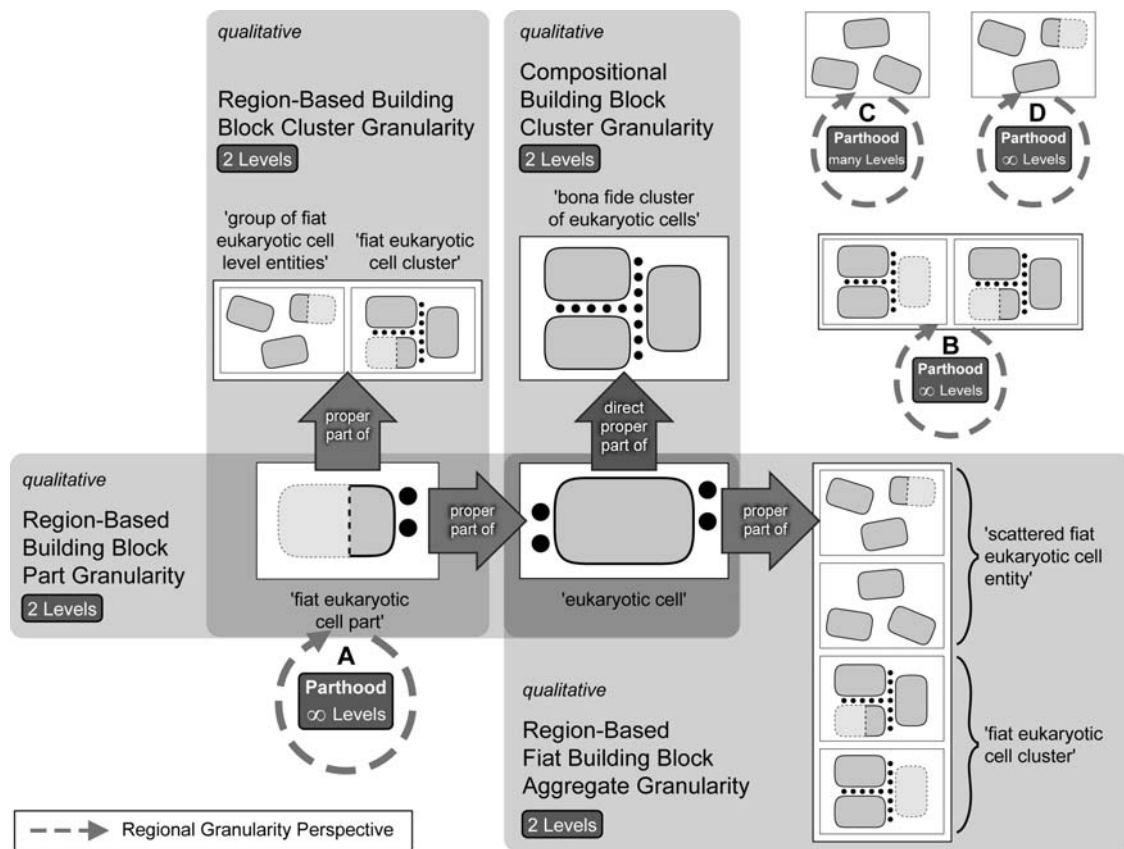 qualitative
Region-Based Building
Block Cluster Granularity
2 Levels
'group of fiat
eukaryotic cell
level entities'
'fiat eukaryotic
cell cluster'
proper
part of
qualitative
Compositional
Building Block
Cluster Granularity
2 Levels
'bona fide cluster
of eukaryotic cells'
direct
proper
part of
C
Parthood
many Levels
D
Parthood
∞ Levels
B
Parthood
∞ Levels
qualitative
Region-Based
Building Block
Part Granularity
2 Levels
'fiat eukaryotic
cell part'
proper
part of
'eukaryotic cell'
proper
part of
'scattered fiat
eukaryotic cell
entity'
'fiat eukaryotic
cell cluster'
A
Parthood
∞ Levels
qualitative
Region-Based
Fiat Building Block
Aggregate Granularity
2 Levels
Regional Granularity Perspective